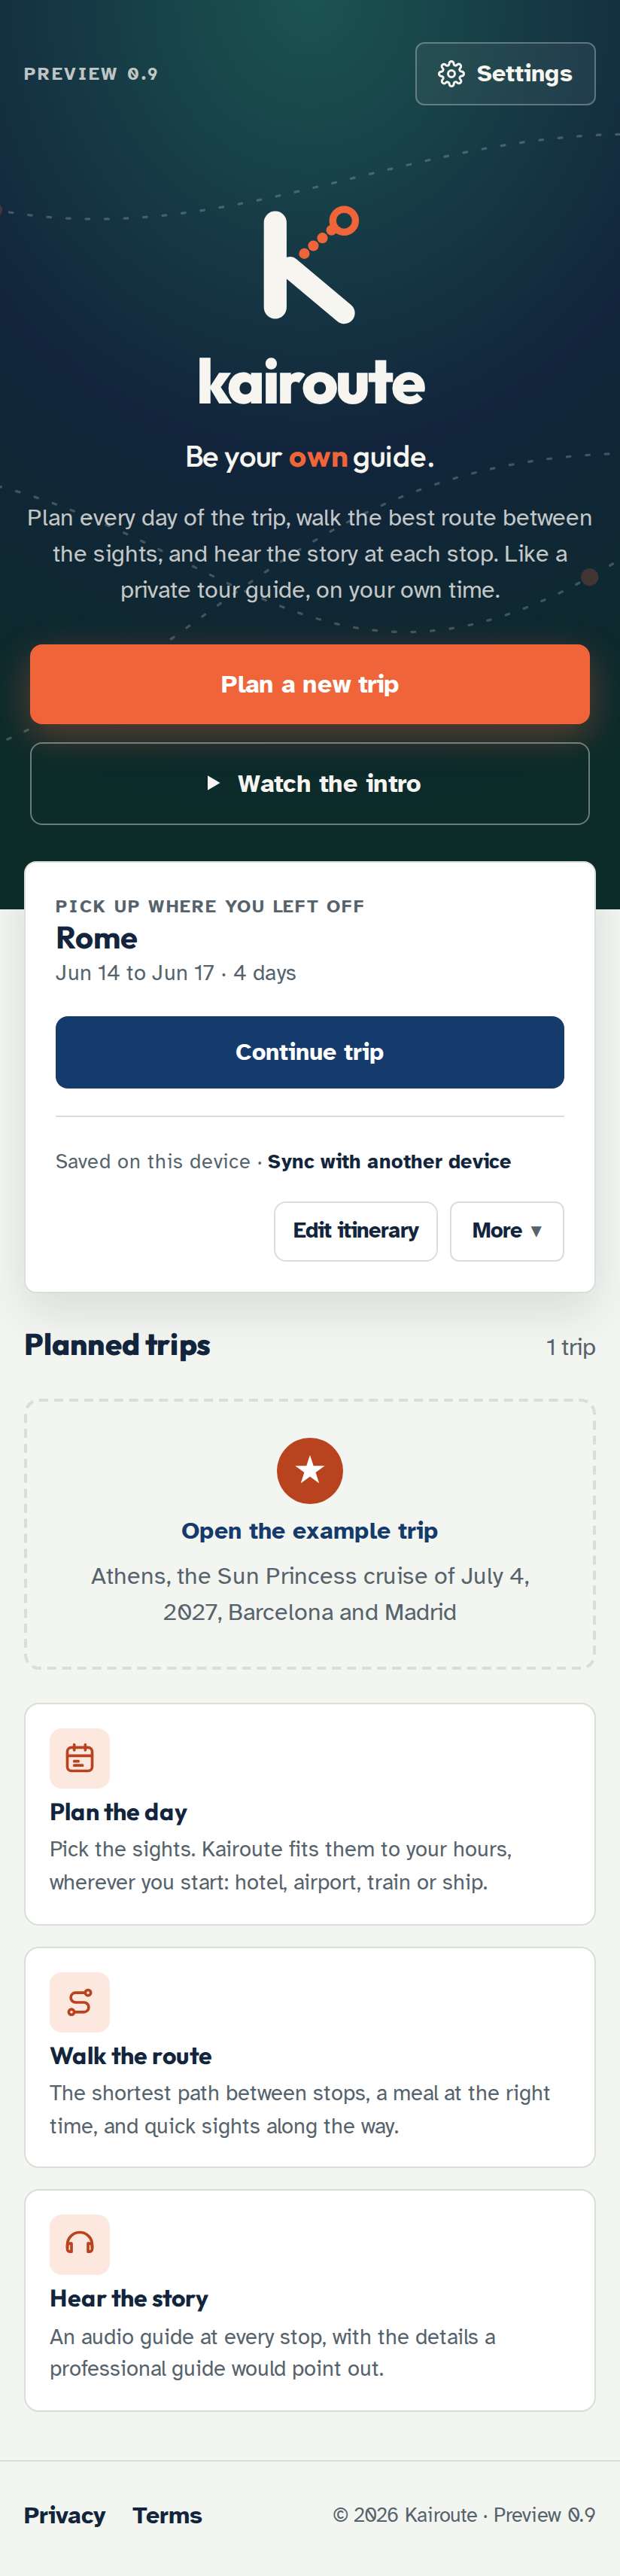 PREVIEW 0.9
Settings
kairoute
Be your own guide.
Plan every day of the trip, walk the best route between
the sights, and hear the story at each stop. Like a
private tour guide, on your own time.
Plan a new trip
Watch the intro
PICK UP WHERE YOU LEFT OFF
Rome
Jun 14 to Jun 17 · 4 days
Continue trip
Saved on this device · Sync with another device
Edit itinerary
More ▾
Planned trips
1 trip
Open the example trip
Athens, the Sun Princess cruise of July 4,
2027, Barcelona and Madrid
Plan the day
Pick the sights. Kairoute fits them to your hours,
wherever you start: hotel, airport, train or ship.
Walk the route
The shortest path between stops, a meal at the right
time, and quick sights along the way.
Hear the story
An audio guide at every stop, with the details a
professional guide would point out.
Privacy
Terms
© 2026 Kairoute · Preview 0.9